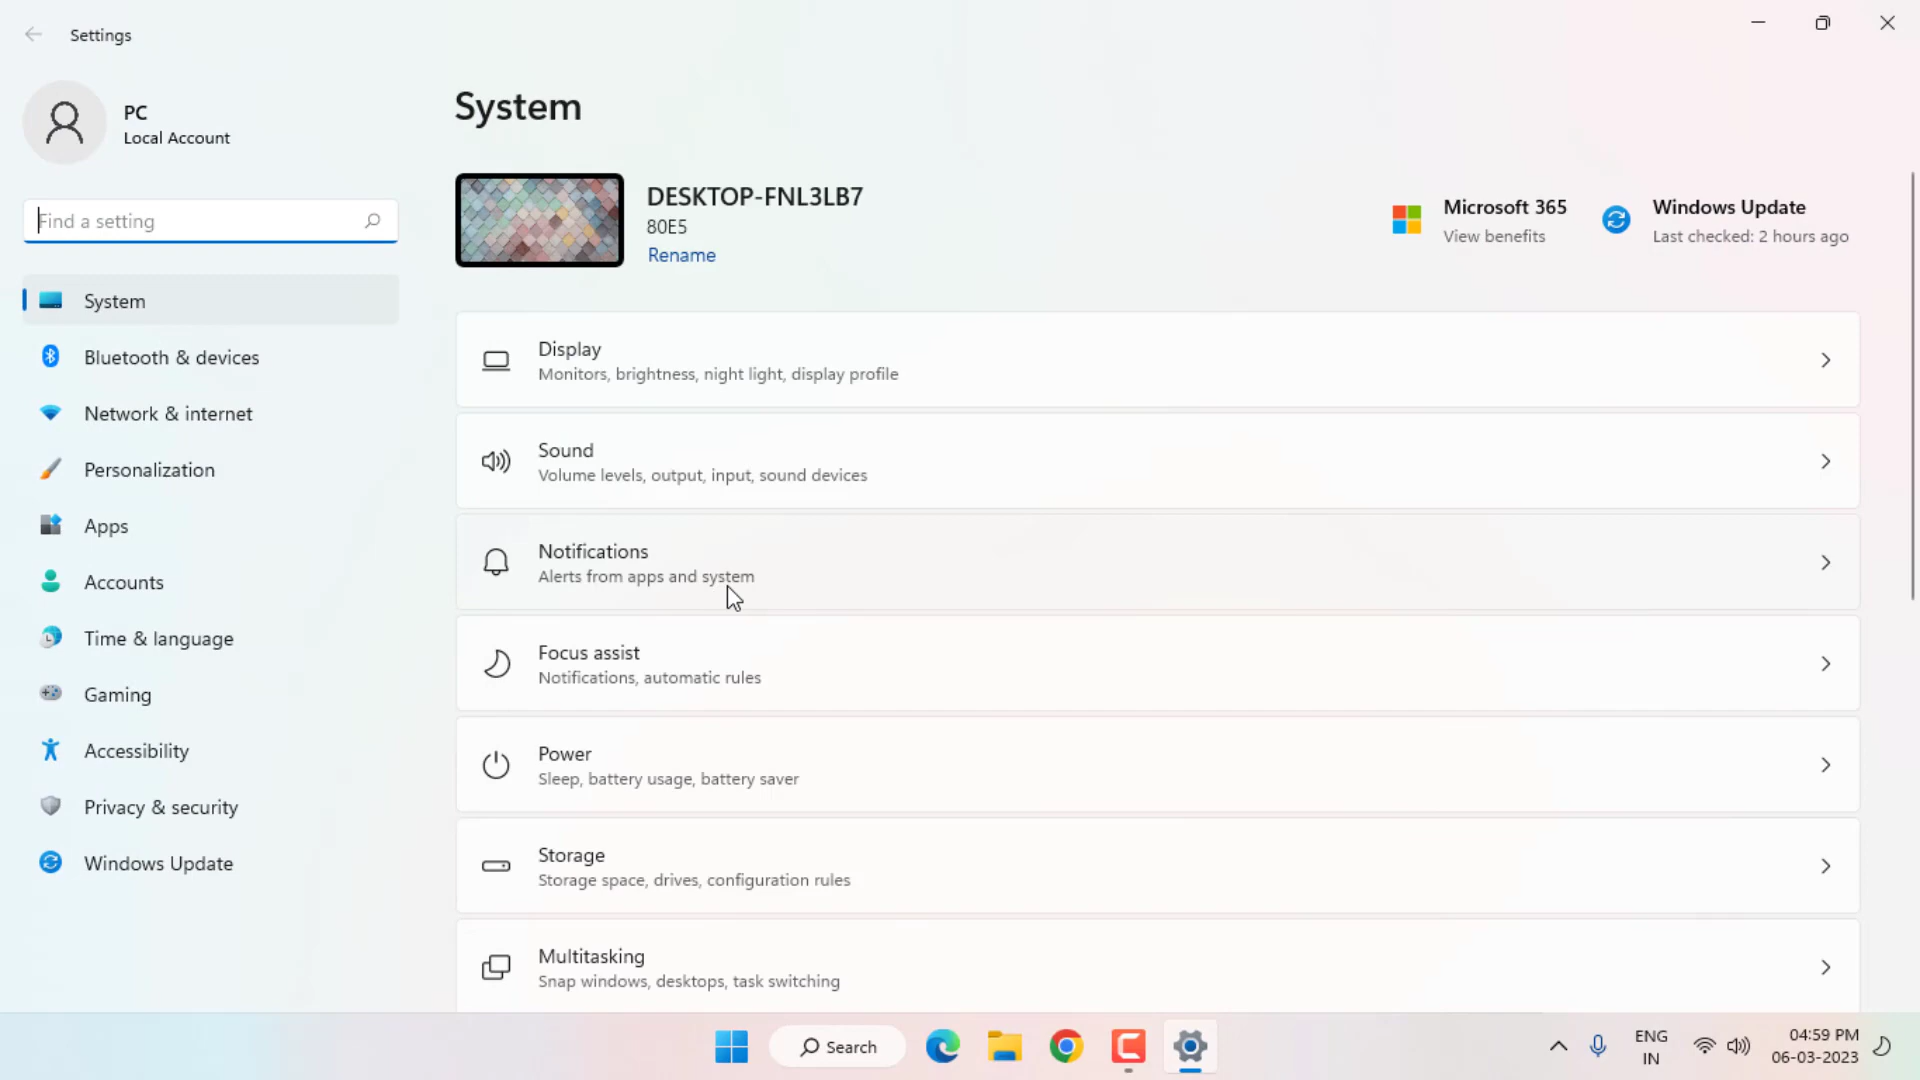 Settings
PC
Local Account
Find a setting
System
Bluetooth & devices
Network & internet
Personalization
Apps
Accounts
Time & language
Gaming
Accessibility
Privacy & security
Windows Update
System
DESKTOP-FNL3LB7
80E5
Rename
Microsoft 365
View benefits
Windows Update
Last checked: 2 hours ago
Display
Monitors, brightness, night light, display profile
Sound
Volume levels, output, input, sound devices
Notifications
Alerts from apps and system
Focus assist
Notifications, automatic rules
Power
Sleep, battery usage, battery saver
Storage
Storage space, drives, configuration rules
Multitasking
Snap windows, desktops, task switching
Search
ENG
IN
04:59 PM
06-03-2023